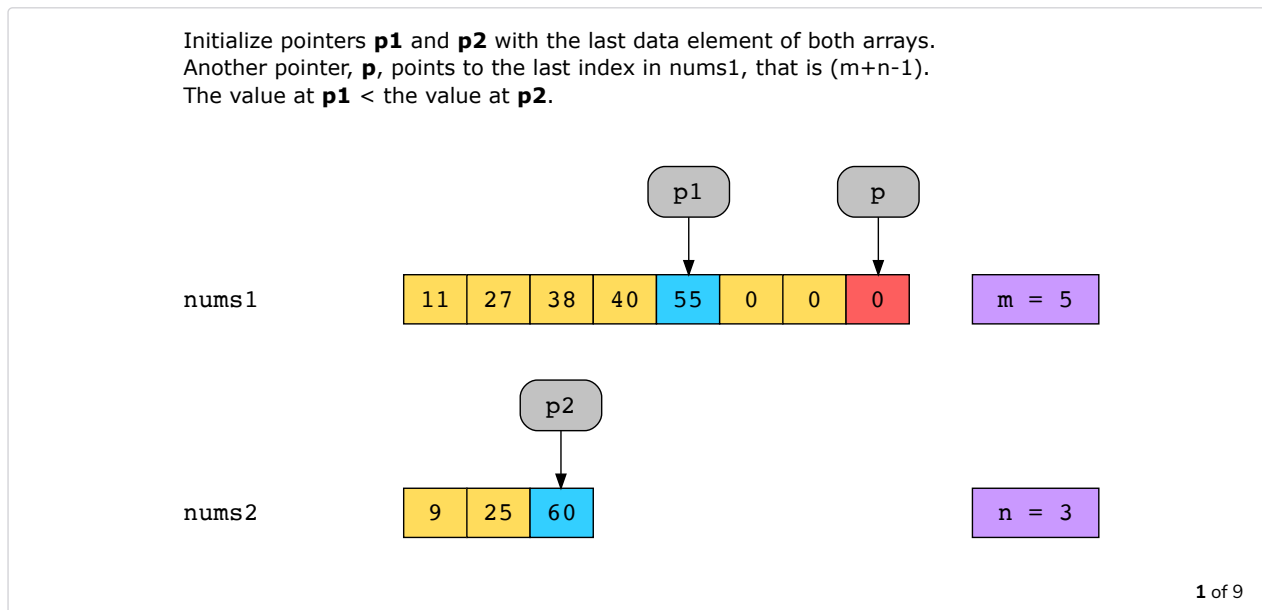 Initialize pointers p1 and p2 with the last data element of both arrays.
Another pointer, p, points to the last index in nums1, that is (m+n-1).
The value at p1 < the value at p2.
p1 p
nums1 11 27 38 40 55 0 0 0 m = 5
p2
nums2 9 25 60 n = 3
1 of 9